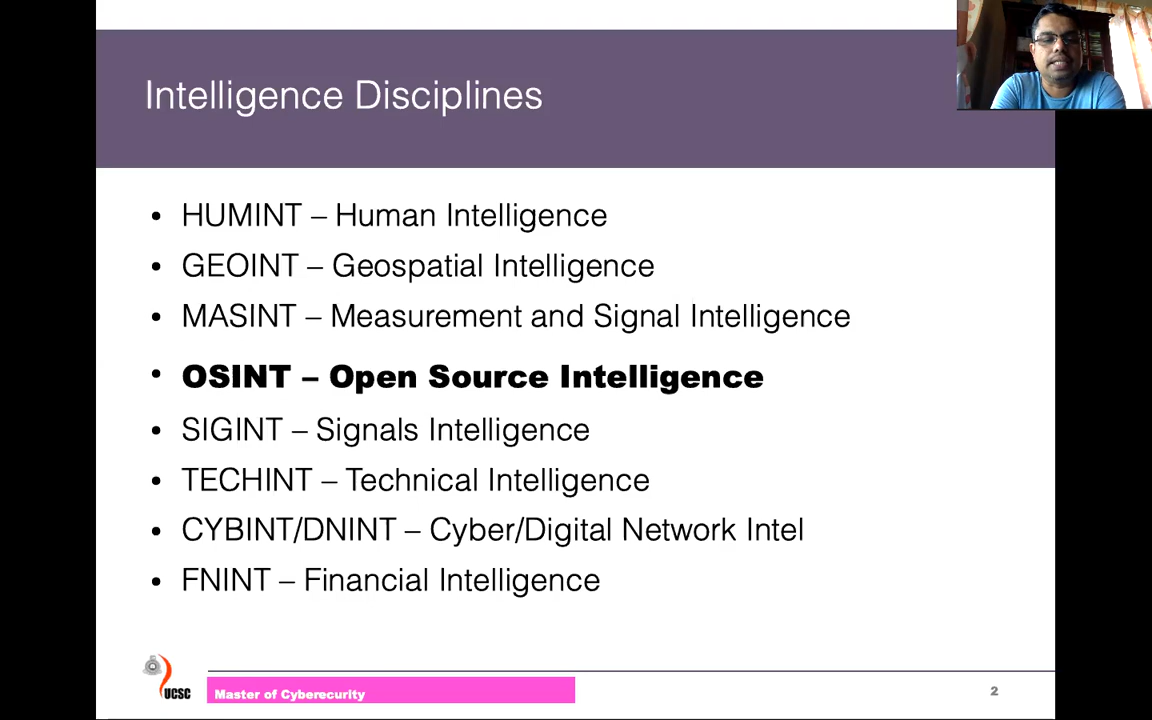 Intelligence Disciplines
• HUMINT – Human Intelligence
• GEOINT – Geospatial Intelligence
• MASINT – Measurement and Signal Intelligence
• OSINT – Open Source Intelligence
• SIGINT – Signals Intelligence
• TECHINT – Technical Intelligence
• CYBINT/DNINT – Cyber/Digital Network Intel
• FNINT – Financial Intelligence
UCSC
Master of Cyberecurity
2